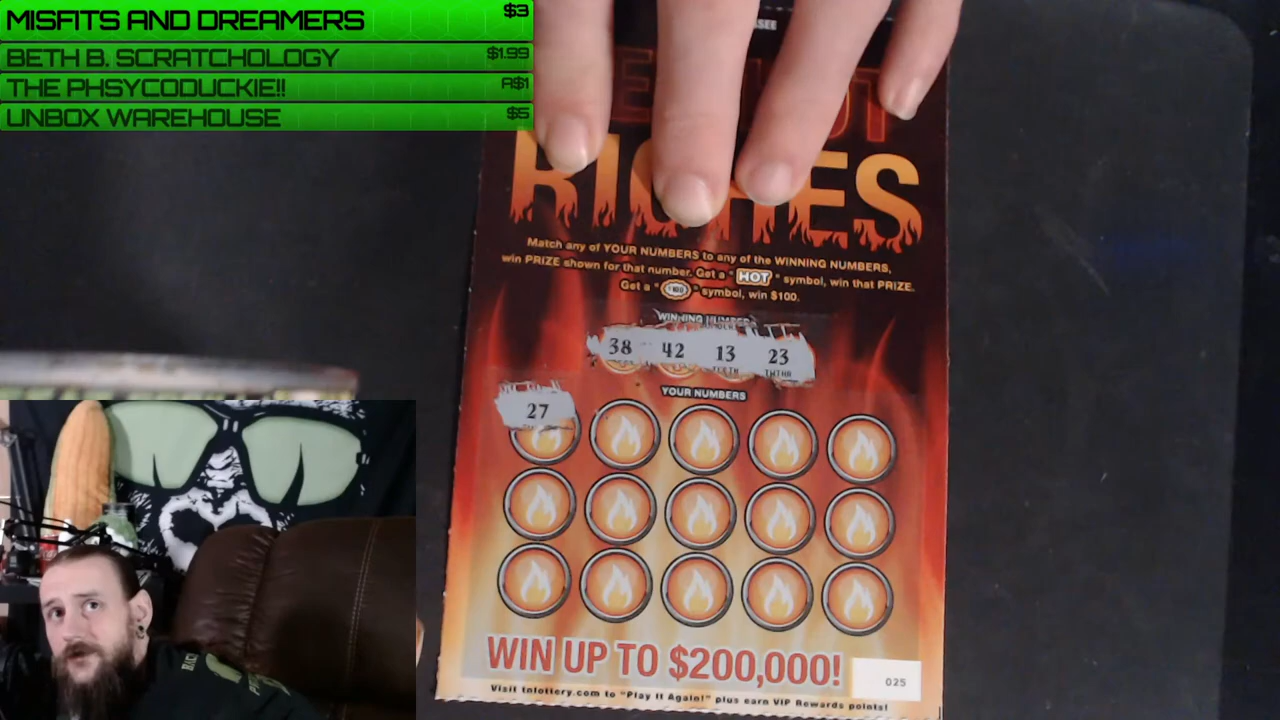 MISFITS AND DREAMERS $3
BETH B. SCRATCHOLOGY $1.99
THE PHSYCODUCKIE!! R$1
UNBOX WAREHOUSE $5
RICHES
Match any of YOUR NUMBERS to any of the WINNING NUMBERS,
win PRIZE shown for that number. Get a "HOT" symbol, win that PRIZE.
Get a "$100" symbol, win $100.
WINNING NUMBERS
38 42 13 23
YOUR NUMBERS
27
WIN UP TO $200,000!
025
Visit tnlottery.com to "Play It Again!" plus earn VIP Rewards points!